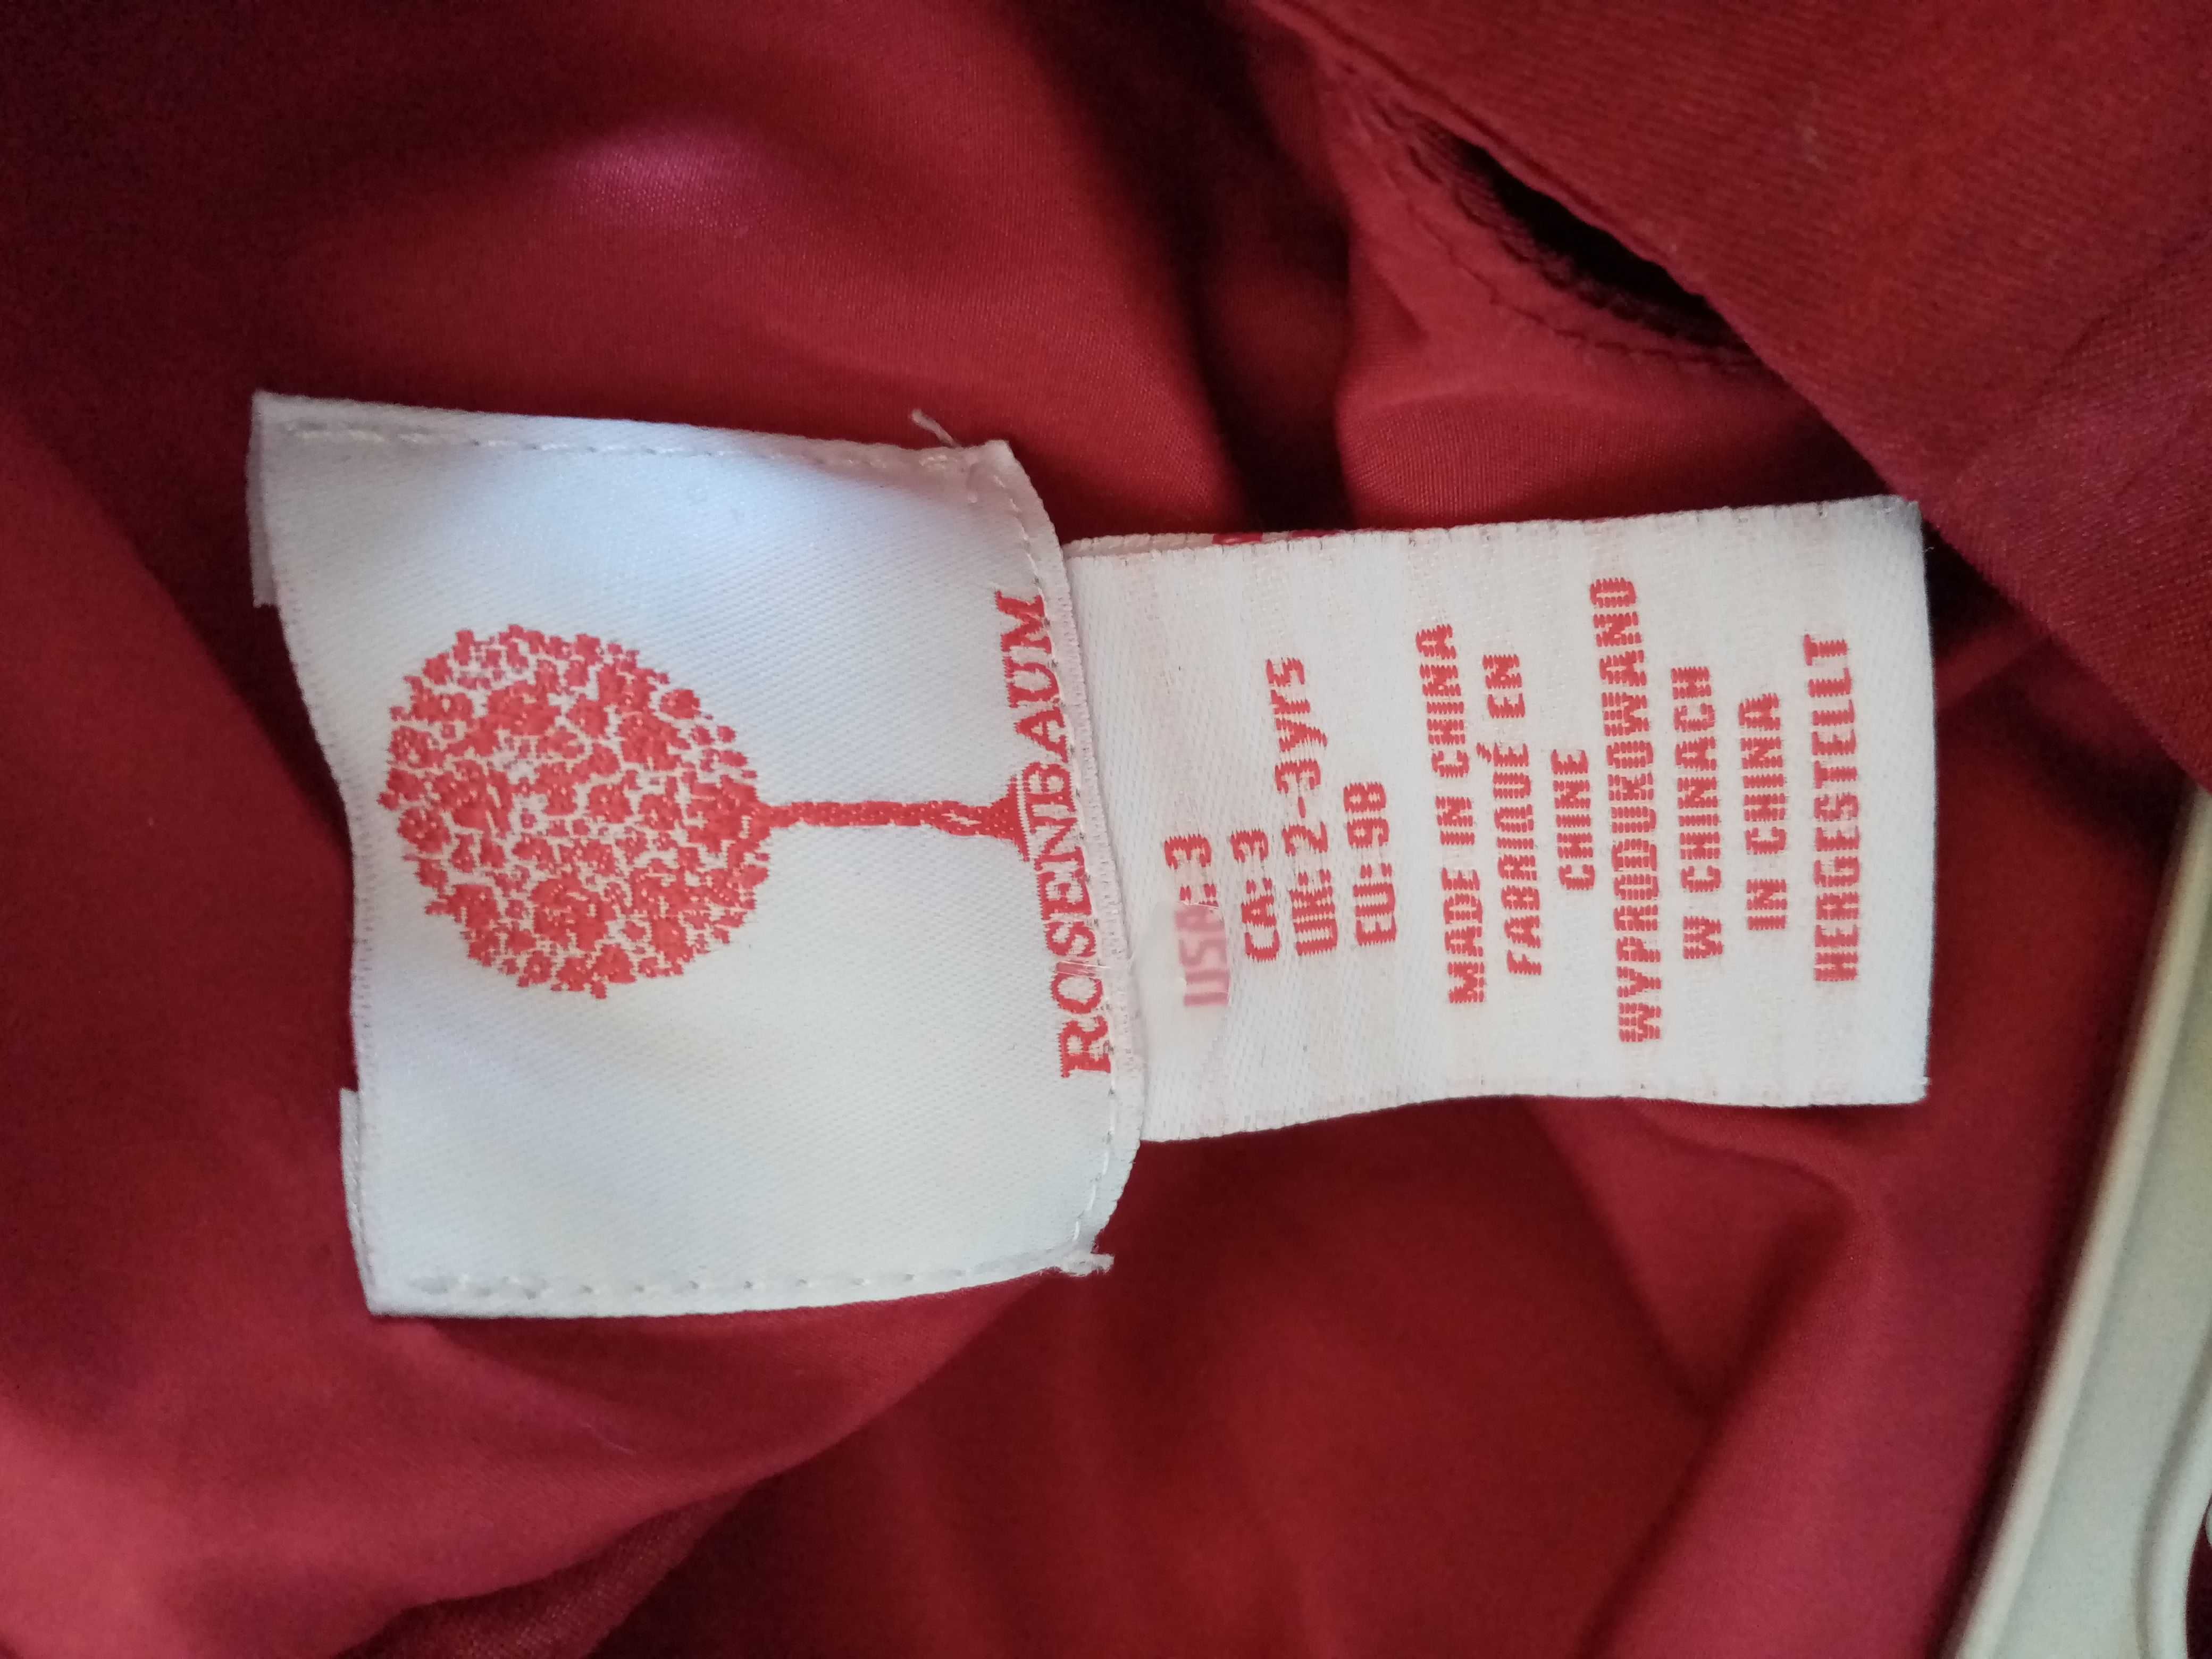 ROSENBAUM
USA:3
CA:3
UK:2-3yrs
EU:98
MADE IN CHINA
FABRIQUÉ EN
CHINE
WYPRODUKOWANO
W CHINACH
IN CHINA
HERGESTELLT